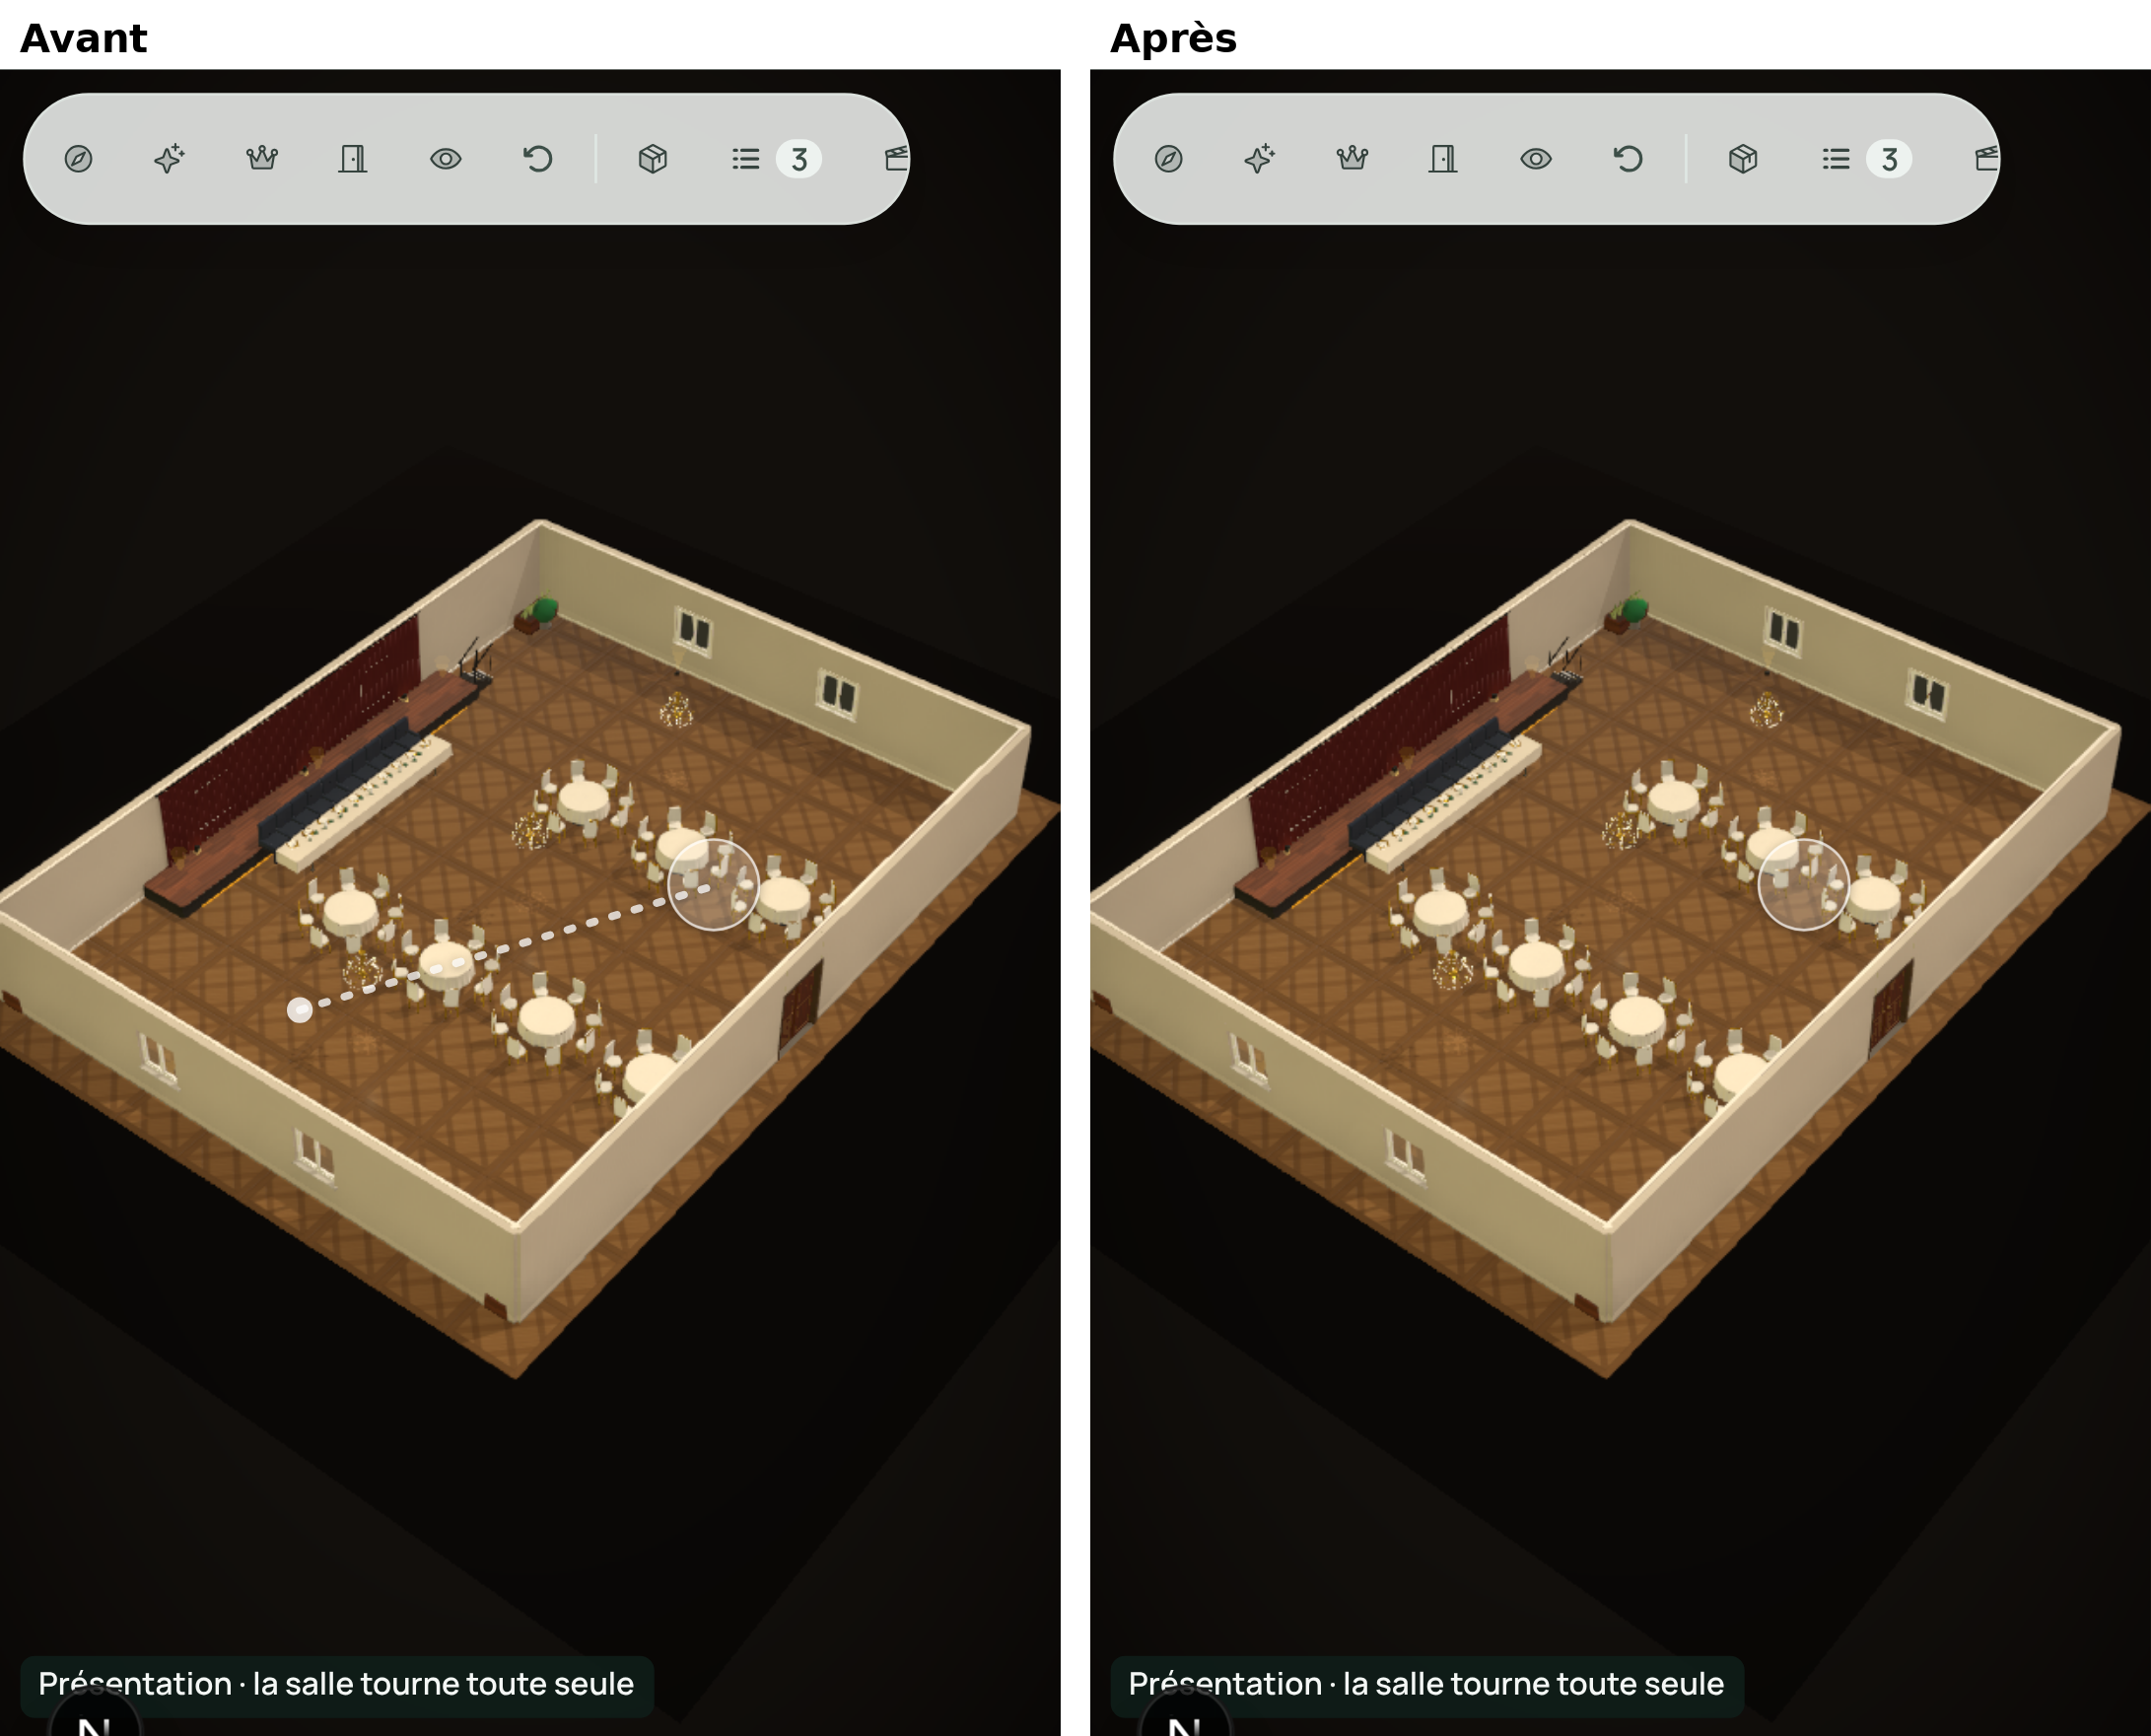 Avant
Après
3
3
Présentation · la salle tourne toute seule
Présentation · la salle tourne toute seule
N
N